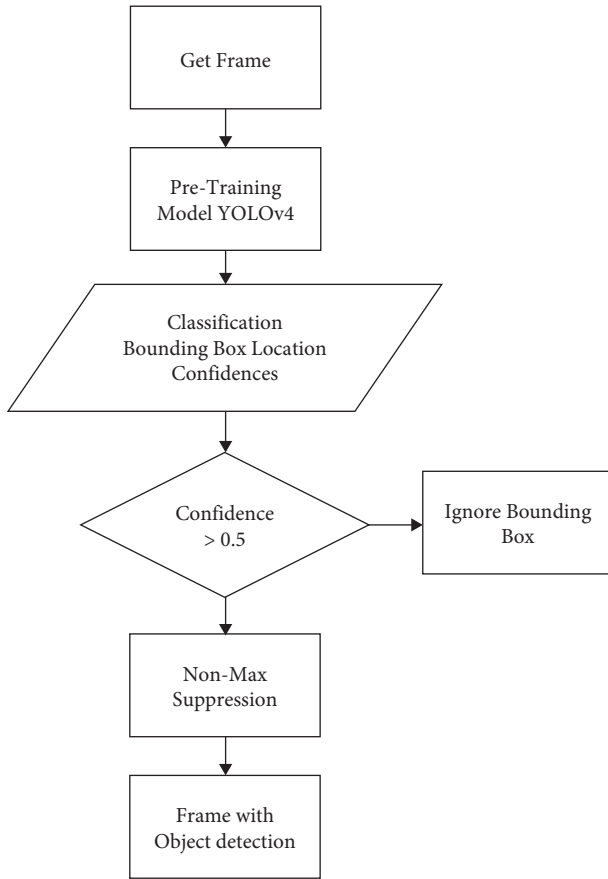 Get Frame
Pre-Training
Model YOLOv4
Classification
Bounding Box Location
Confidences
Confidence
> 0.5
Ignore Bounding
Box
Non-Max
Suppression
Frame with
Object detection